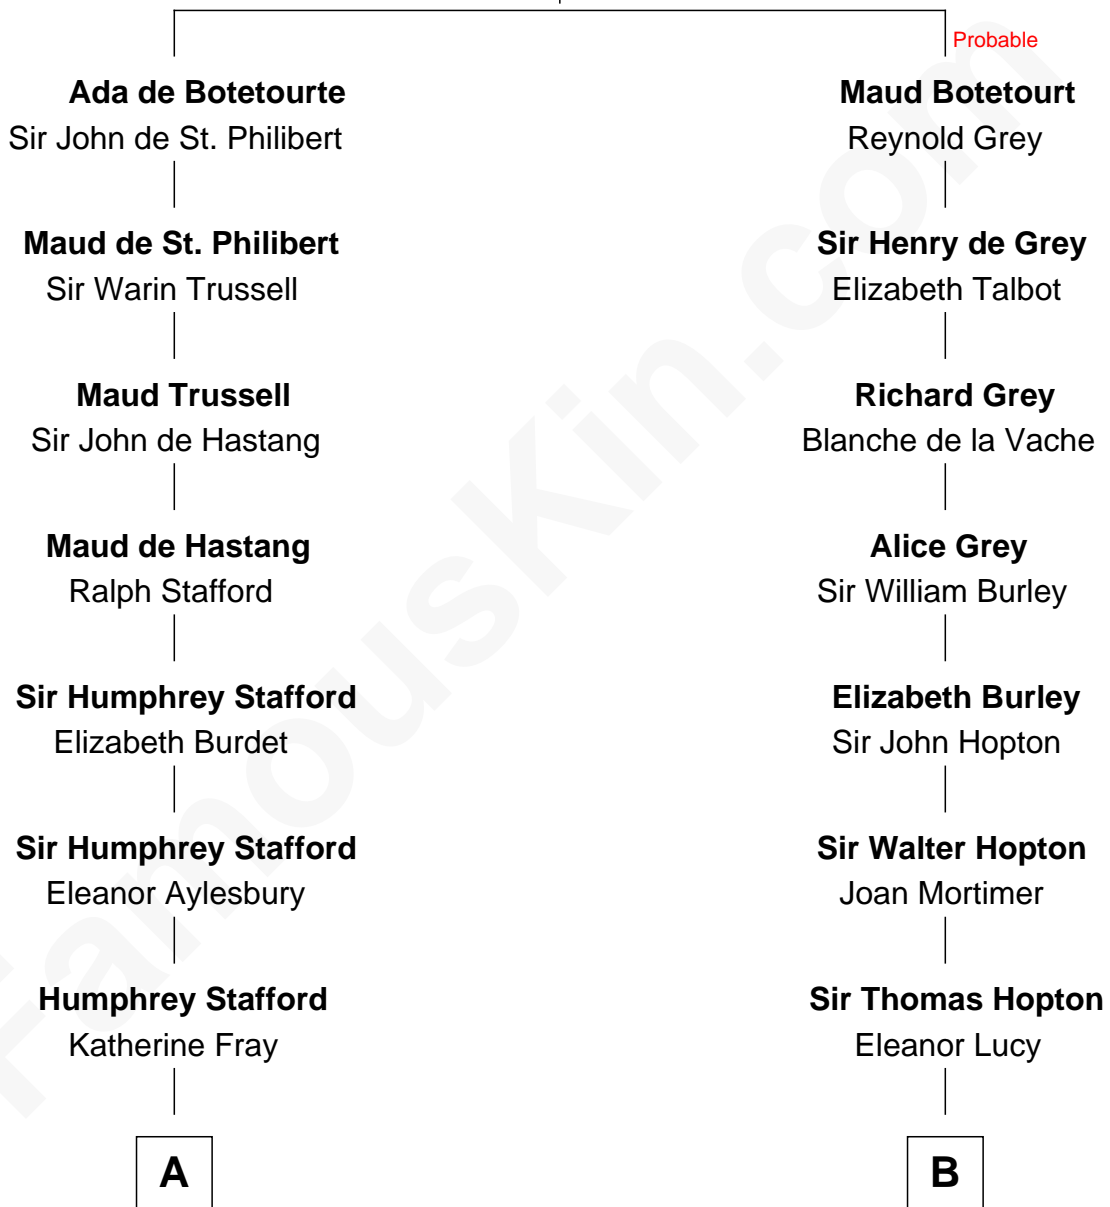 Probable
Ada de Botetourte
Sir John de St. Philibert
Maud Botetourt
Reynold Grey
Maud de St. Philibert
Sir Warin Trussell
Sir Henry de Grey
Elizabeth Talbot
Maud Trussell
Sir John de Hastang
Richard Grey
Blanche de la Vache
Maud de Hastang
Ralph Stafford
Alice Grey
Sir William Burley
Sir Humphrey Stafford
Elizabeth Burdet
Elizabeth Burley
Sir John Hopton
Sir Humphrey Stafford
Eleanor Aylesbury
Sir Walter Hopton
Joan Mortimer
Humphrey Stafford
Katherine Fray
Sir Thomas Hopton
Eleanor Lucy
A
B
FamousKin.com